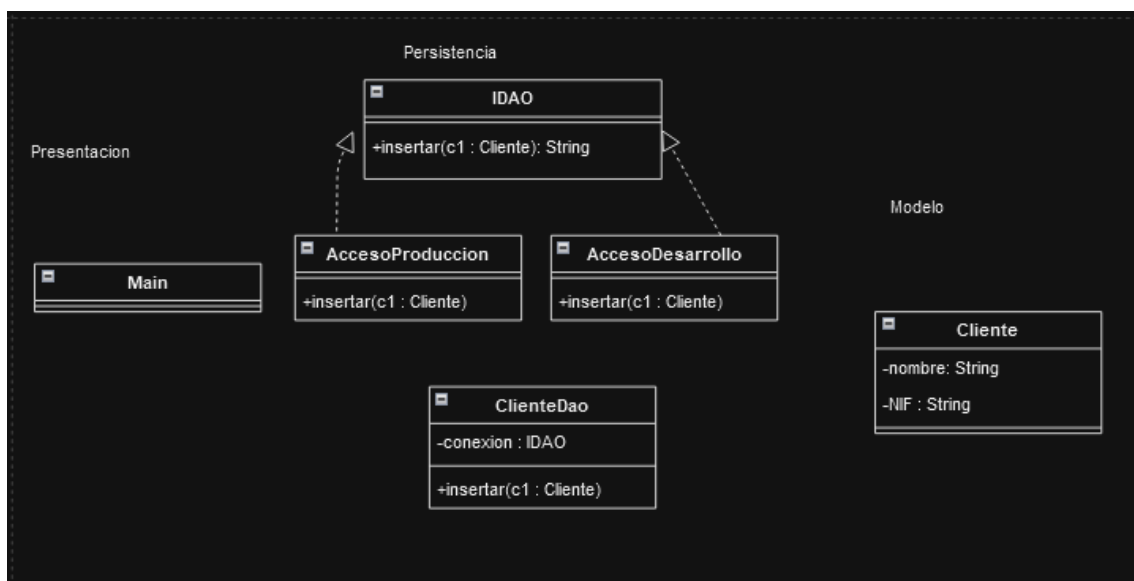 Persistencia
IDAO
+insertar(c1 : Cliente): String
Presentacion
Modelo
AccesoProduccion
+insertar(c1 : Cliente)
AccesoDesarrollo
+insertar(c1 : Cliente)
Main
Cliente
-nombre: String
-NIF : String
ClienteDao
-conexion : IDAO
+insertar(c1 : Cliente)